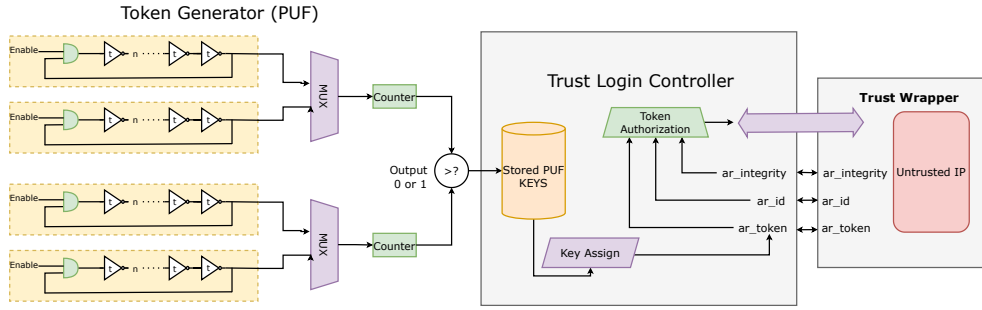 Token Generator (PUF)
Enable
t
n
t
t
Enable
t
n
t
t
MUX
Counter
Enable
t
n
t
t
Enable
t
n
t
t
MUX
Counter
Output
0 or 1
>?
Trust Login Controller
Stored PUF
KEYS
Token
Authorization
ar_integrity
ar_id
ar_token
Key Assign
Trust Wrapper
Untrusted IP
ar_integrity
ar_id
ar_token